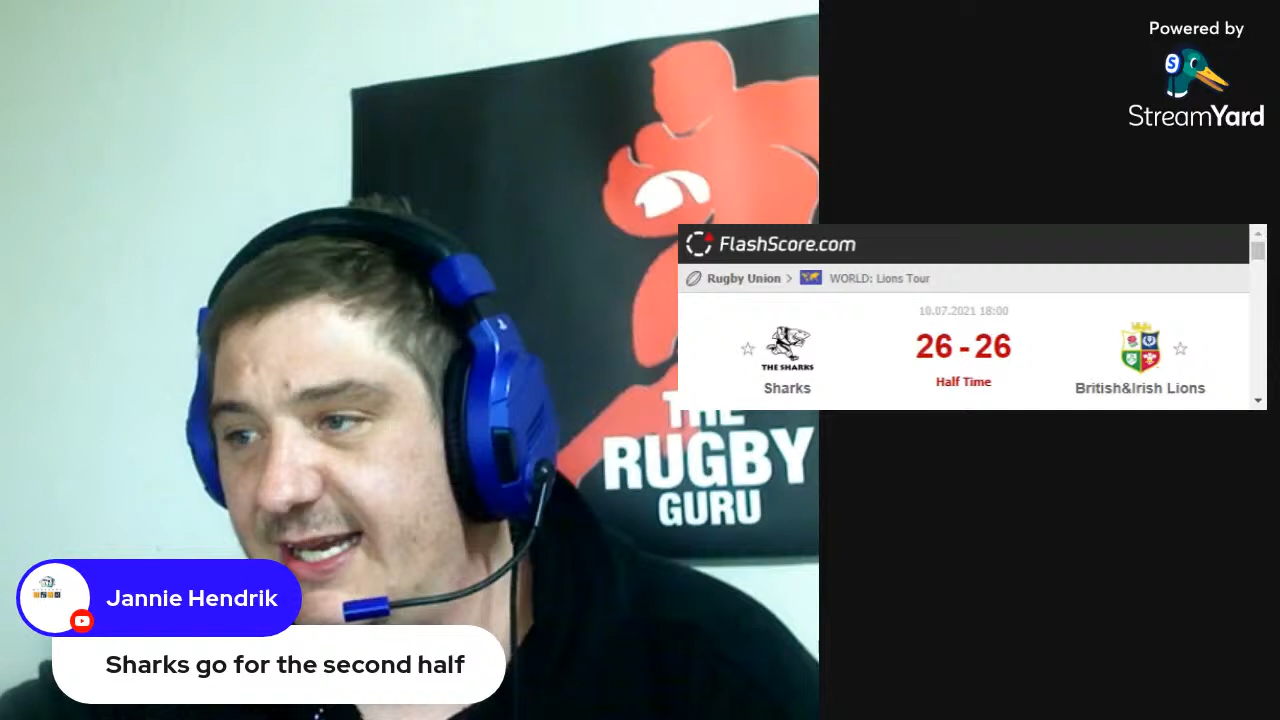 Powered by
StreamYard
S
FlashScore.com
Rugby Union > WORLD: Lions Tour
10.07.2021 18:00
26 - 26
Half Time
THE SHARKS
Sharks
British&Irish Lions
THE
RUGBY
GURU
Jannie Hendrik
Sharks go for the second half